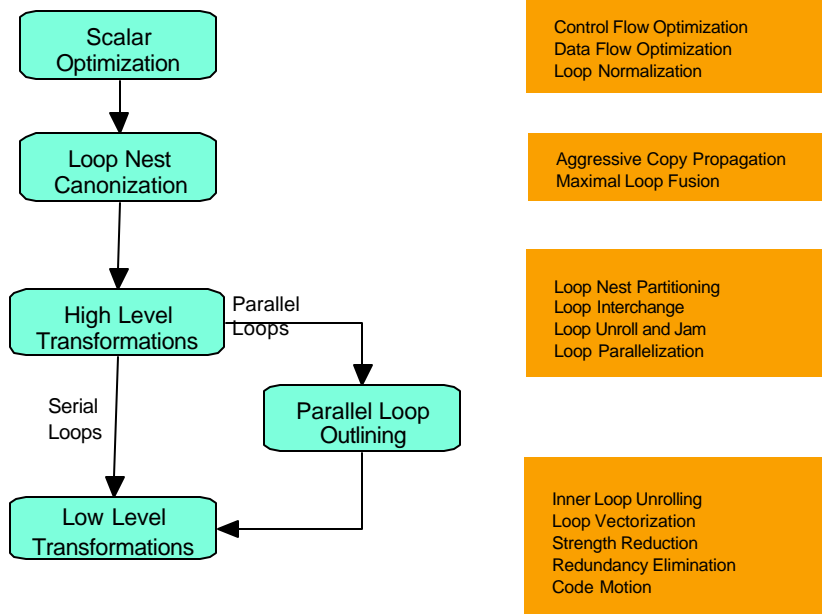 Scalar
Optimization
Control Flow Optimization
Data Flow Optimization
Loop Normalization
Loop Nest
Canonization
Aggressive Copy Propagation
Maximal Loop Fusion
High Level
Transformations
Parallel
Loops
Loop Nest Partitioning
Loop Interchange
Loop Unroll and Jam
Loop Parallelization
Serial
Loops
Parallel Loop
Outlining
Low Level
Transformations
Inner Loop Unrolling
Loop Vectorization
Strength Reduction
Redundancy Elimination
Code Motion